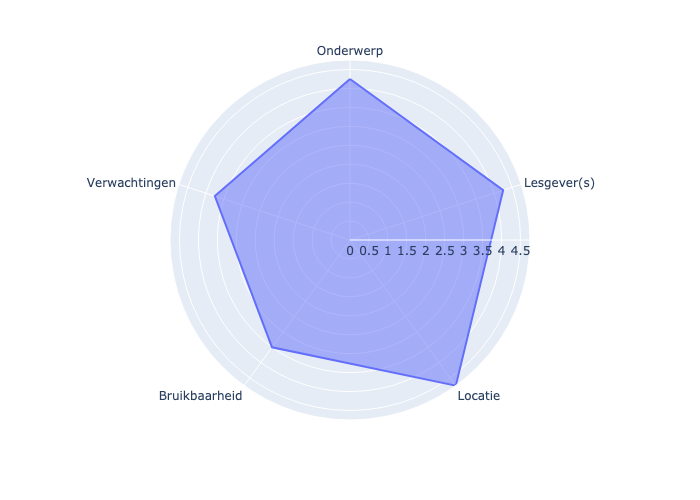 Onderwerp
Verwachtingen
Lesgever(s)
0 0.5 1 1.5 2 2.5 3 3.5 4 4.5
Bruikbaarheid
Locatie